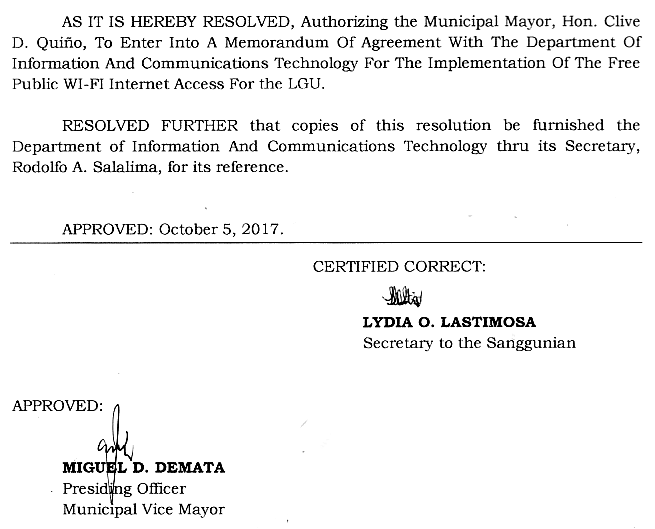 AS IT IS HEREBY RESOLVED, Authorizing the Municipal Mayor, Hon. Clive
D. Quiño, To Enter Into A Memorandum Of Agreement With The Department Of
Information And Communications Technology For The Implementation Of The Free
Public WI-FI Internet Access For the LGU.
RESOLVED FURTHER that copies of this resolution be furnished the
Department of Information And Communications Technology thru its Secretary,
Rodolfo A. Salalima, for its reference.
APPROVED: October 5, 2017.
CERTIFIED CORRECT:
LYDIA O. LASTIMOSA
Secretary to the Sanggunian
APPROVED:
MIGUEL D. DEMATA
Presiding Officer
Municipal Vice Mayor